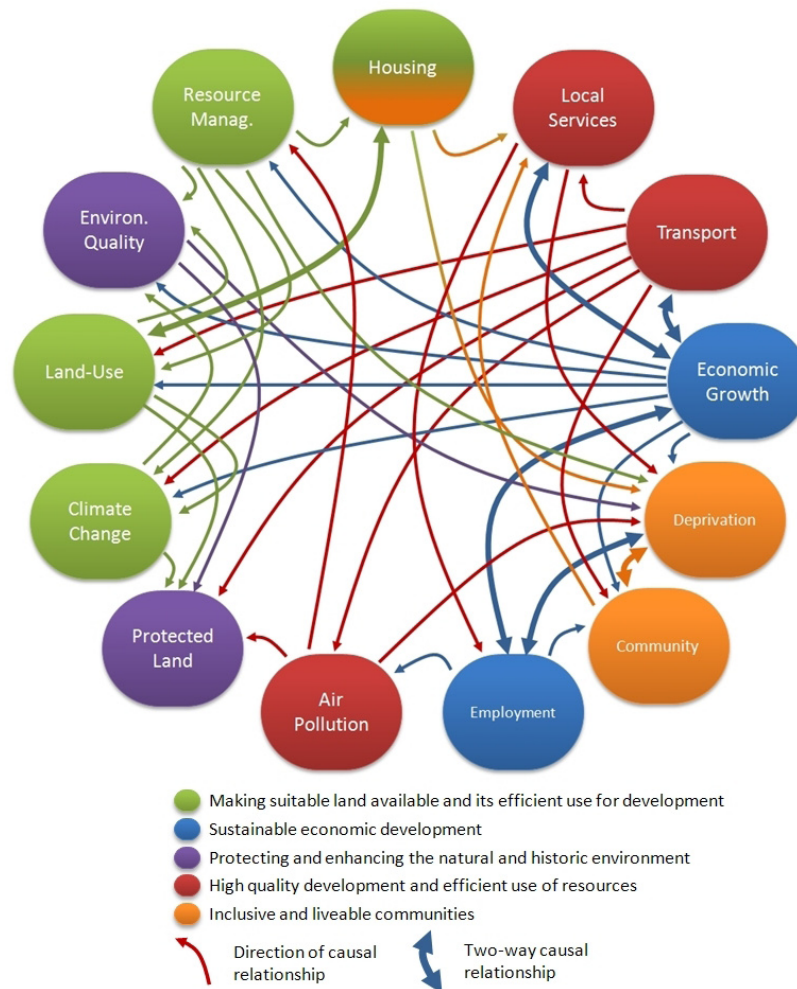 Housing
Resource
Manag.
Local
Services
Environ.
Quality
Transport
Land-Use
Economic
Growth
Climate
Change
Deprivation
Protected
Land
Community
Air
Pollution
Employment
Making suitable land available and its efficient use for development
Sustainable economic development
Protecting and enhancing the natural and historic environment
High quality development and efficient use of resources
Inclusive and liveable communities
Direction of causal
relationship
Two-way causal
relationship